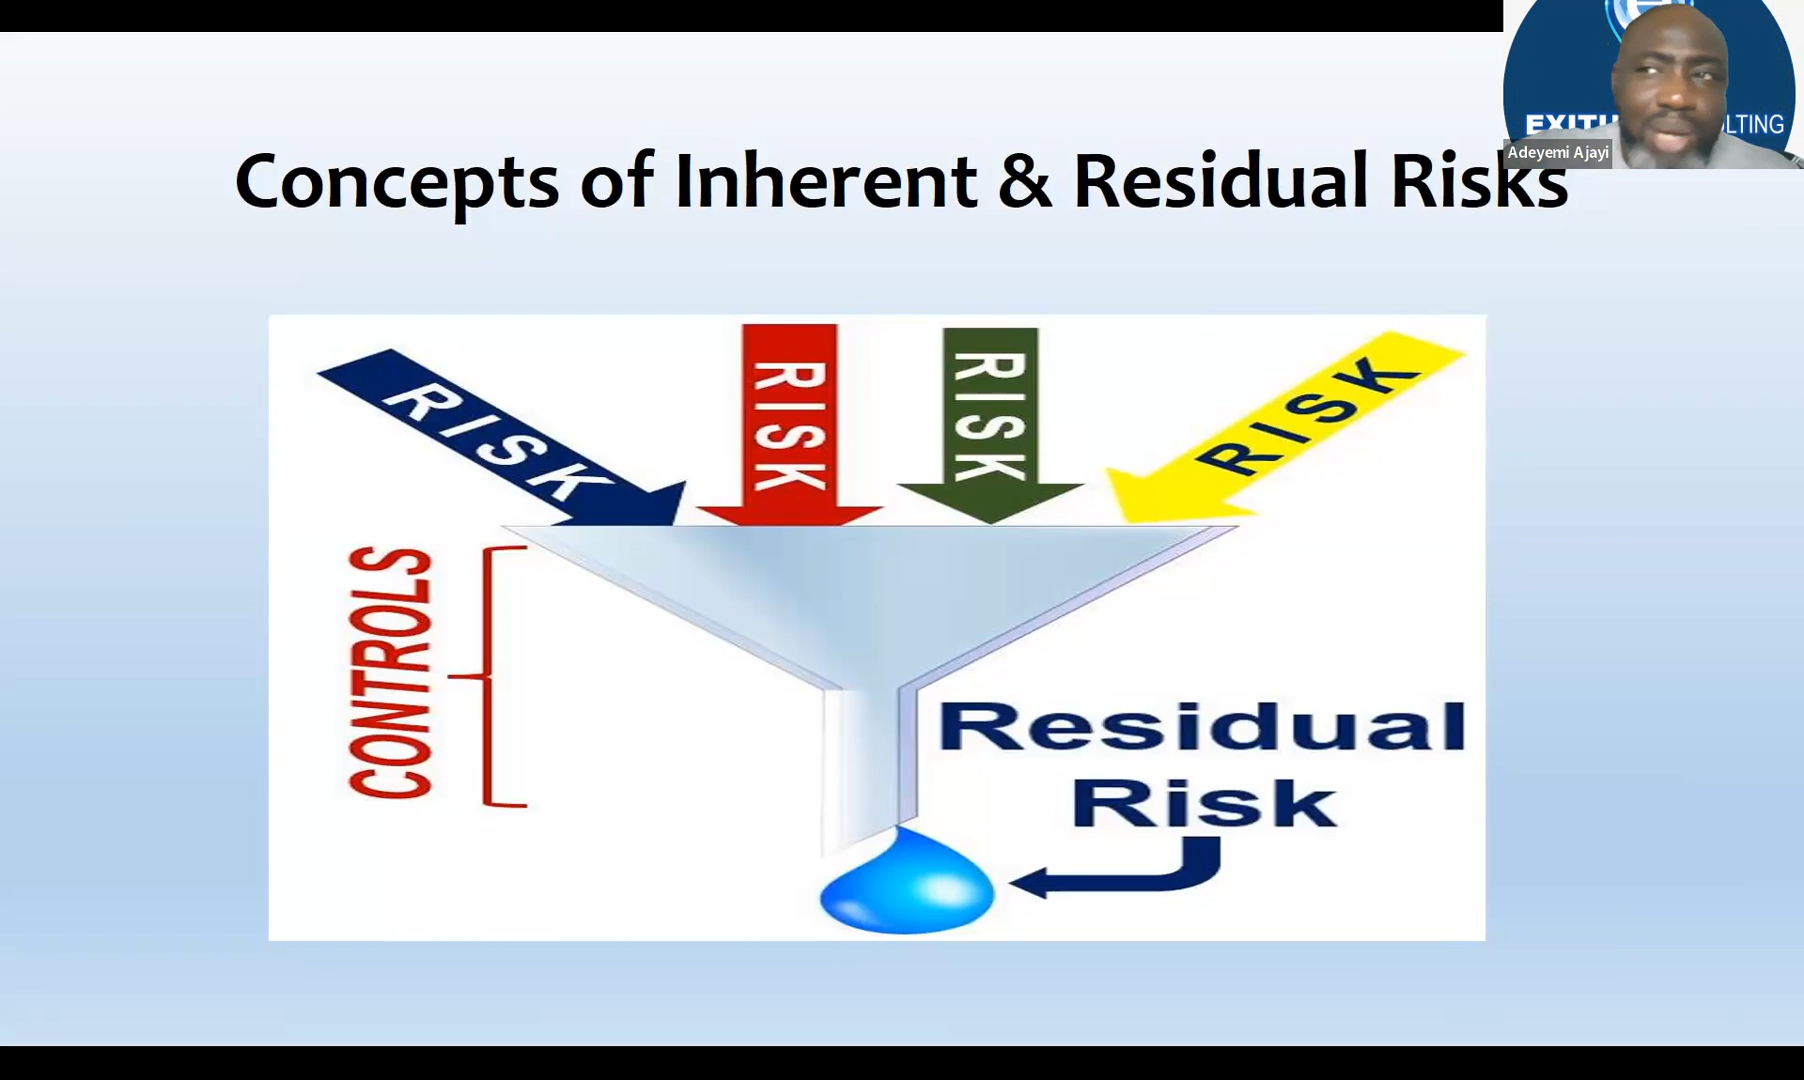 Adeyemi Ajayi
Concepts of Inherent & Residual Risks
RISK
RISK
RISK
RISK
CONTROLS
Residual
Risk